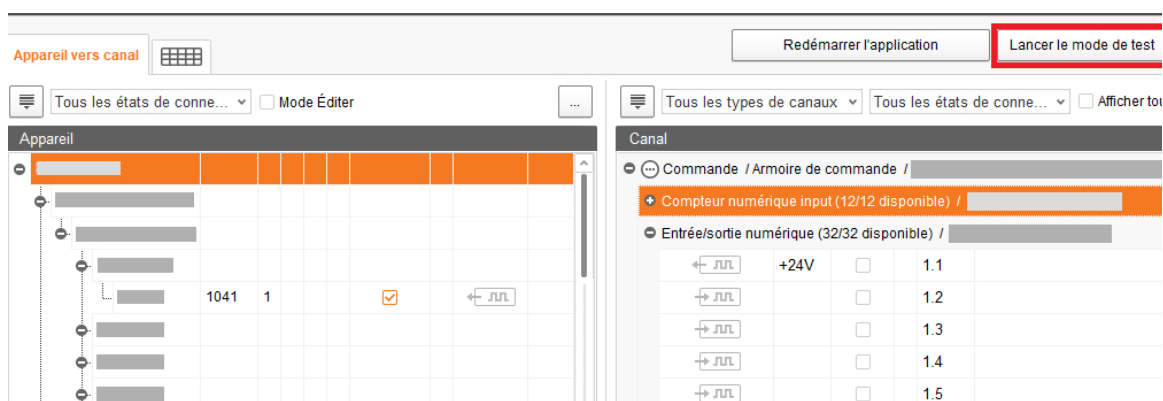 Redémarrer l'application
Lancer le mode de test
Appareil vers canal
Tous les états de conne...
Mode Éditer
...
Tous les types de canaux
Tous les états de conne...
Afficher tou
Appareil
Canal
Commande / Armoire de commande /
Compteur numérique input (12/12 disponible) /
Entrée/sortie numérique (32/32 disponible) /
+24V 1.1
1041 1 1.2
1.3
1.4
1.5